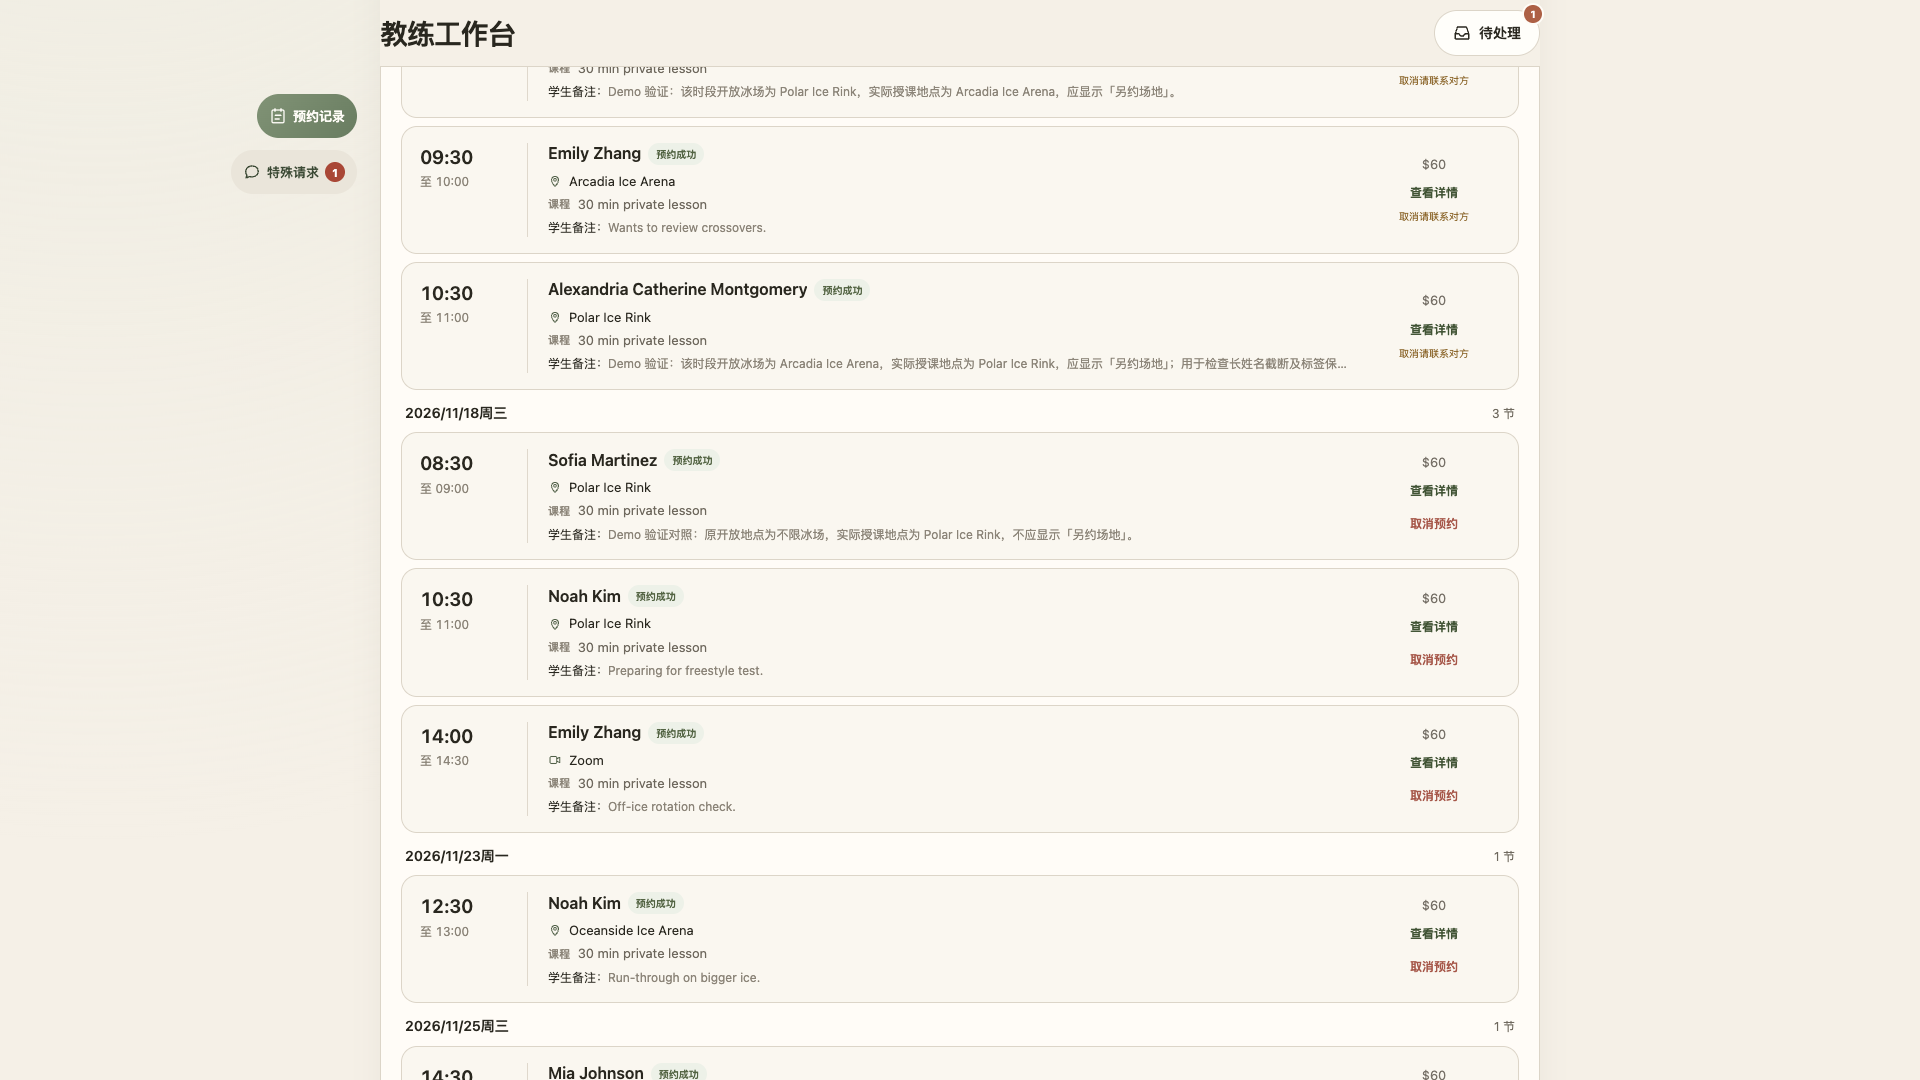 教练工作台
待处理
1
预约记录
特殊请求 1
课程 30 min private lesson
取消请联系对方
学生备注： Demo 验证：该时段开放冰场为 Polar Ice Rink，实际授课地点为 Arcadia Ice Arena，应显示「另约场地」。
09:30
至 10:00
Emily Zhang 预约成功
Arcadia Ice Arena
课程 30 min private lesson
学生备注： Wants to review crossovers.
$60
查看详情
取消请联系对方
10:30
至 11:00
Alexandria Catherine Montgomery 预约成功
Polar Ice Rink
课程 30 min private lesson
学生备注： Demo 验证：该时段开放冰场为 Arcadia Ice Arena，实际授课地点为 Polar Ice Rink，应显示「另约场地」；用于检查长姓名截断及标签保...
$60
查看详情
取消请联系对方
2026/11/18周三
3 节
08:30
至 09:00
Sofia Martinez 预约成功
Polar Ice Rink
课程 30 min private lesson
学生备注： Demo 验证对照：原开放地点为不限冰场，实际授课地点为 Polar Ice Rink，不应显示「另约场地」。
$60
查看详情
取消预约
10:30
至 11:00
Noah Kim 预约成功
Polar Ice Rink
课程 30 min private lesson
学生备注： Preparing for freestyle test.
$60
查看详情
取消预约
14:00
至 14:30
Emily Zhang 预约成功
Zoom
课程 30 min private lesson
学生备注： Off-ice rotation check.
$60
查看详情
取消预约
2026/11/23周一
1 节
12:30
至 13:00
Noah Kim 预约成功
Oceanside Ice Arena
课程 30 min private lesson
学生备注： Run-through on bigger ice.
$60
查看详情
取消预约
2026/11/25周三
1 节
14:30
Mia Johnson 预约成功
$60